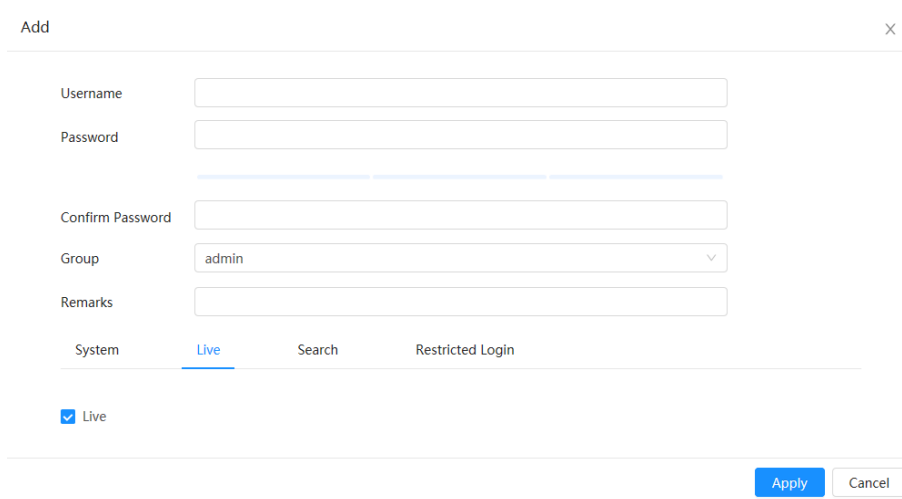 Add
Username
Password
Confirm Password
Group admin
Remarks
System Live Search Restricted Login
Live
Apply Cancel